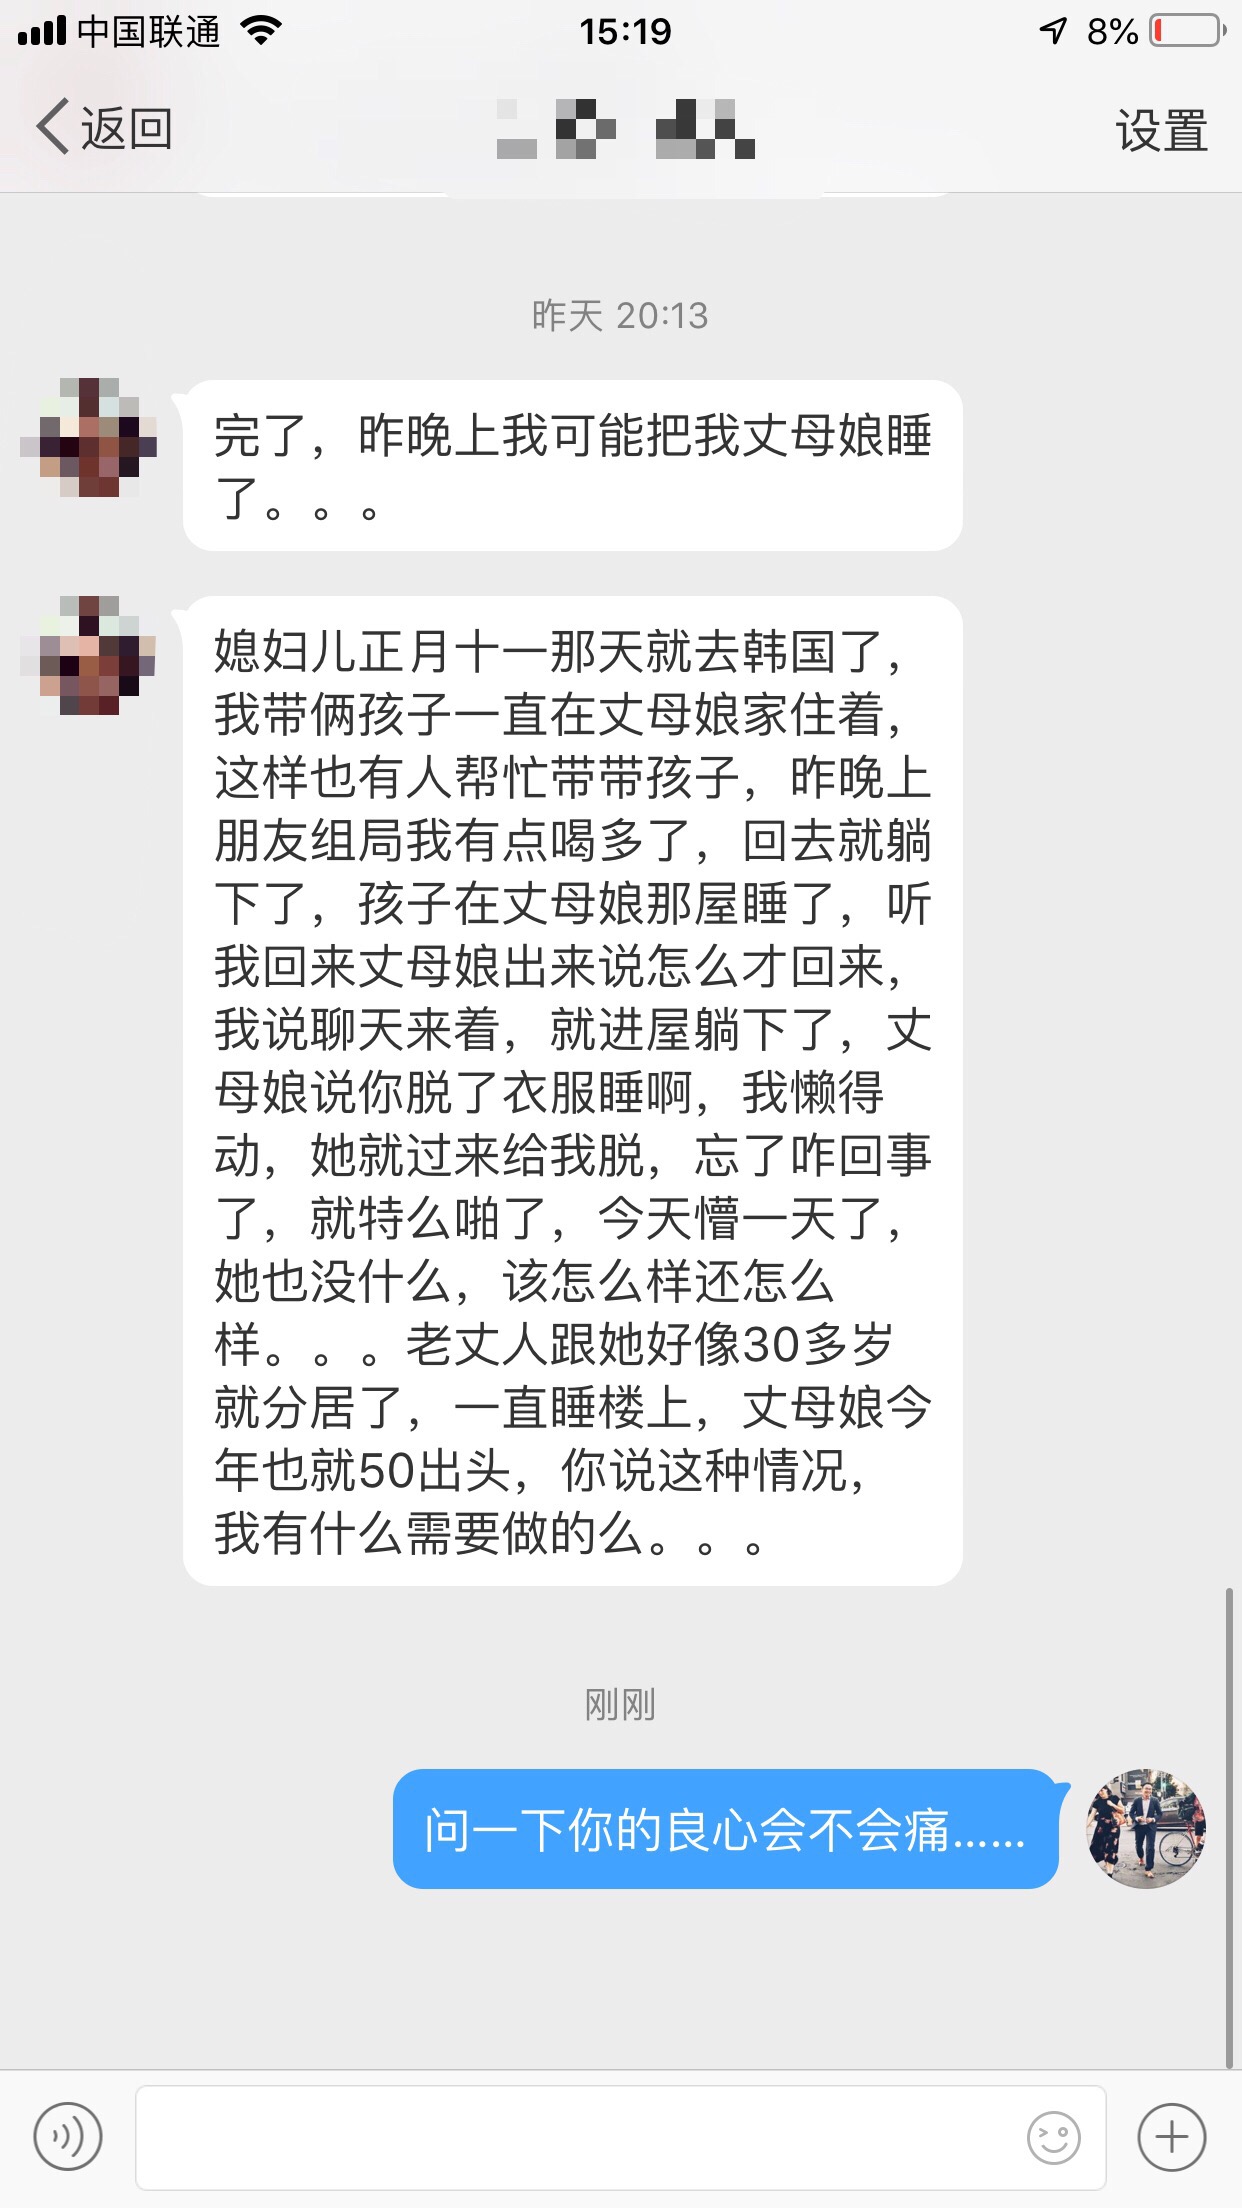 中国联通 15:19 8%
返回 设置
昨天 20:13
完了，昨晚上我可能把我丈母娘睡
了。。。
媳妇儿正月十一那天就去韩国了，
我带俩孩子一直在丈母娘家住着，
这样也有人帮忙带带孩子，昨晚上
朋友组局我有点喝多了，回去就躺
下了，孩子在丈母娘那屋睡了，听
我回来丈母娘出来说怎么才回来，
我说聊天来着，就进屋躺下了，丈
母娘说你脱了衣服睡啊，我懒得
动，她就过来给我脱，忘了咋回事
了，就特么啪了，今天懵一天了，
她也没什么，该怎么样还怎么
样。。。老丈人跟她好像30多岁
就分居了，一直睡楼上，丈母娘今
年也就50出头，你说这种情况，
我有什么需要做的么。。。
刚刚
问一下你的良心会不会痛……